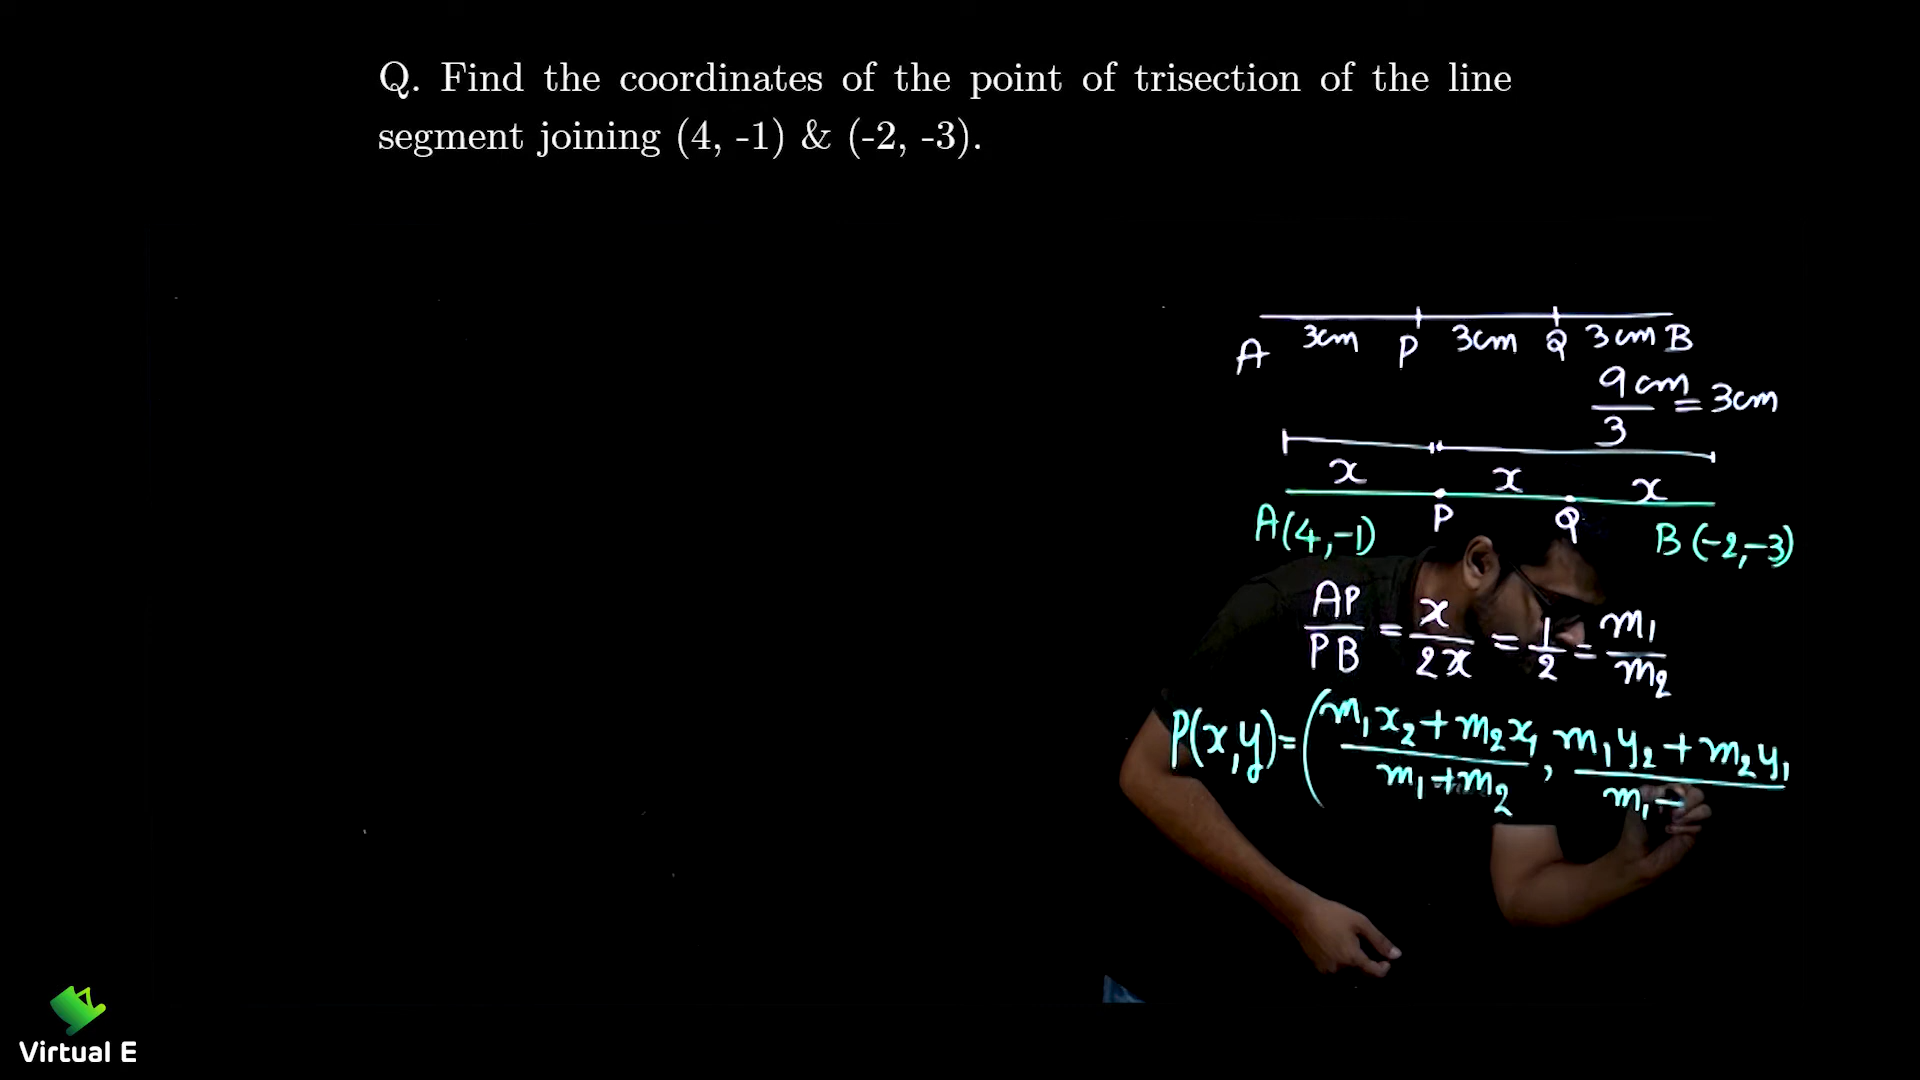 Q. Find the coordinates of the point of trisection of the line
segment joining (4, -1) & (-2, -3).
A 3cm P 3cm Q 3cm B
9cm/3 = 3cm
x x x
A(4,-1) P Q B(-2,-3)
AP/PB = x/2x = 1/2 = m₁/m₂
P(x,y) = ( m₁x₂+m₂x₁/m₁+m₂ , m₁y₂+m₂y₁/m₁-
Virtual E